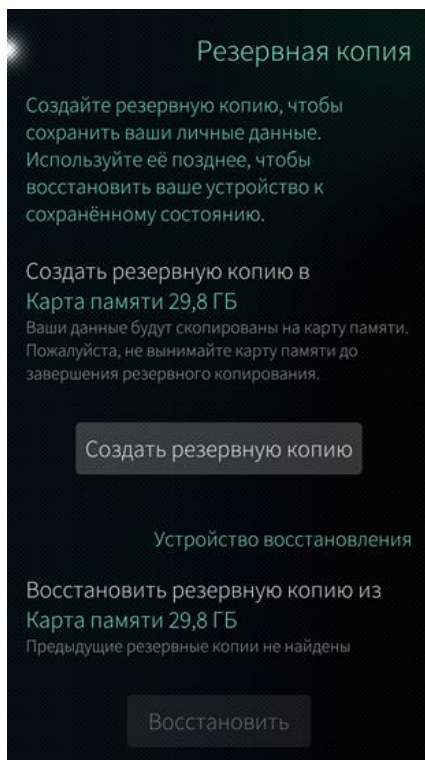 Резервная копия
Создайте резервную копию, чтобы
сохранить ваши личные данные.
Используйте её позднее, чтобы
восстановить ваше устройство к
сохранённому состоянию.
Создать резервную копию в
Карта памяти 29,8 ГБ
Ваши данные будут скопированы на карту памяти.
Пожалуйста, не вынимайте карту памяти до
завершения резервного копирования.
Создать резервную копию
Устройство восстановления
Восстановить резервную копию из
Карта памяти 29,8 ГБ
Предыдущие резервные копии не найдены
Восстановить